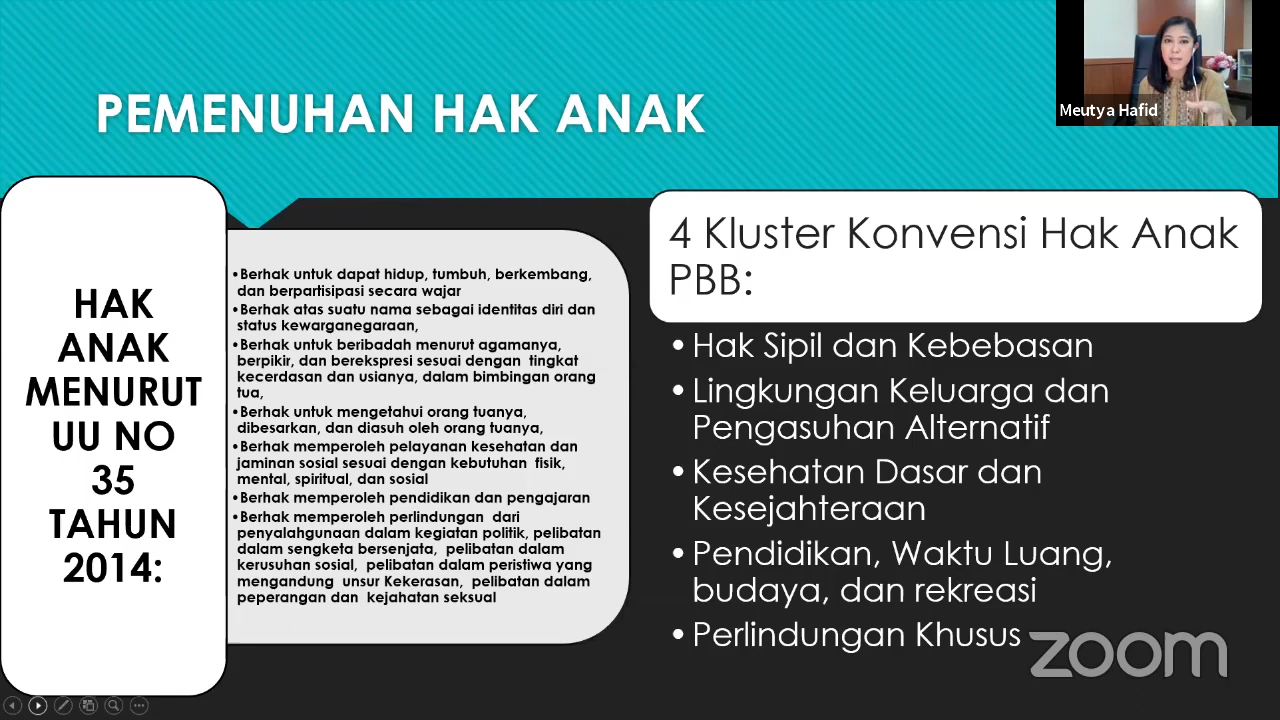 PEMENUHAN HAK ANAK
Meutya Hafid
HAK
ANAK
MENURUT
UU NO
35
TAHUN
2014:
•Berhak untuk dapat hidup, tumbuh, berkembang,
dan berpartisipasi secara wajar
•Berhak atas suatu nama sebagai identitas diri dan
status kewarganegaraan,
•Berhak untuk beribadah menurut agamanya,
berpikir, dan berekspresi sesuai dengan tingkat
kecerdasan dan usianya, dalam bimbingan orang
tua,
•Berhak untuk mengetahui orang tuanya,
dibesarkan, dan diasuh oleh orang tuanya,
•Berhak memperoleh pelayanan kesehatan dan
jaminan sosial sesuai dengan kebutuhan fisik,
mental, spiritual, dan sosial
•Berhak memperoleh pendidikan dan pengajaran
•Berhak memperoleh perlindungan dari
penyalahgunaan dalam kegiatan politik, pelibatan
dalam sengketa bersenjata, pelibatan dalam
kerusuhan sosial, pelibatan dalam peristiwa yang
mengandung unsur Kekerasan, pelibatan dalam
peperangan dan kejahatan seksual
4 Kluster Konvensi Hak Anak
PBB:
• Hak Sipil dan Kebebasan
• Lingkungan Keluarga dan
Pengasuhan Alternatif
• Kesehatan Dasar dan
Kesejahteraan
• Pendidikan, Waktu Luang,
budaya, dan rekreasi
• Perlindungan Khusus
zoom